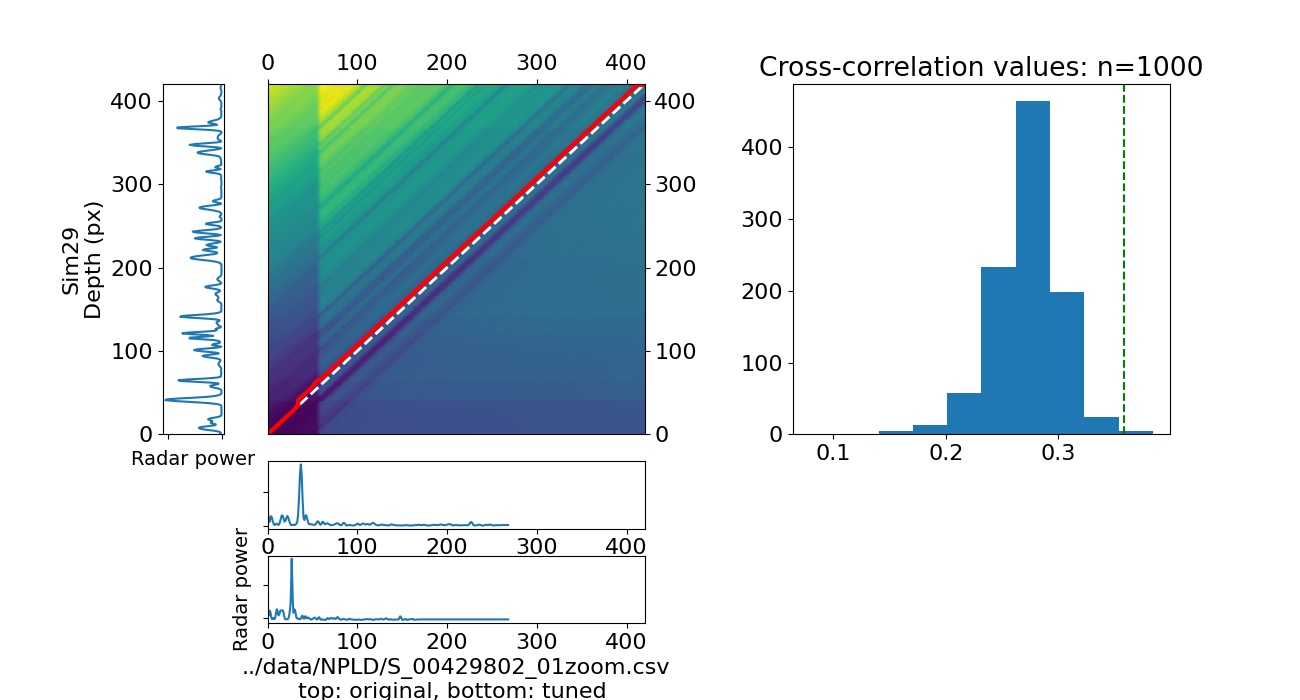 Cross-correlation values: n=1000
0 100 200 300 400
400
300
200
100
0
Sim29
Depth (px)
Radar power
400
300
200
100
0
400
300
200
100
0
0.1 0.2 0.3
0 100 200 300 400
Radar power
0 100 200 300 400
../data/NPLD/S_00429802_01zoom.csv
top: original, bottom: tuned